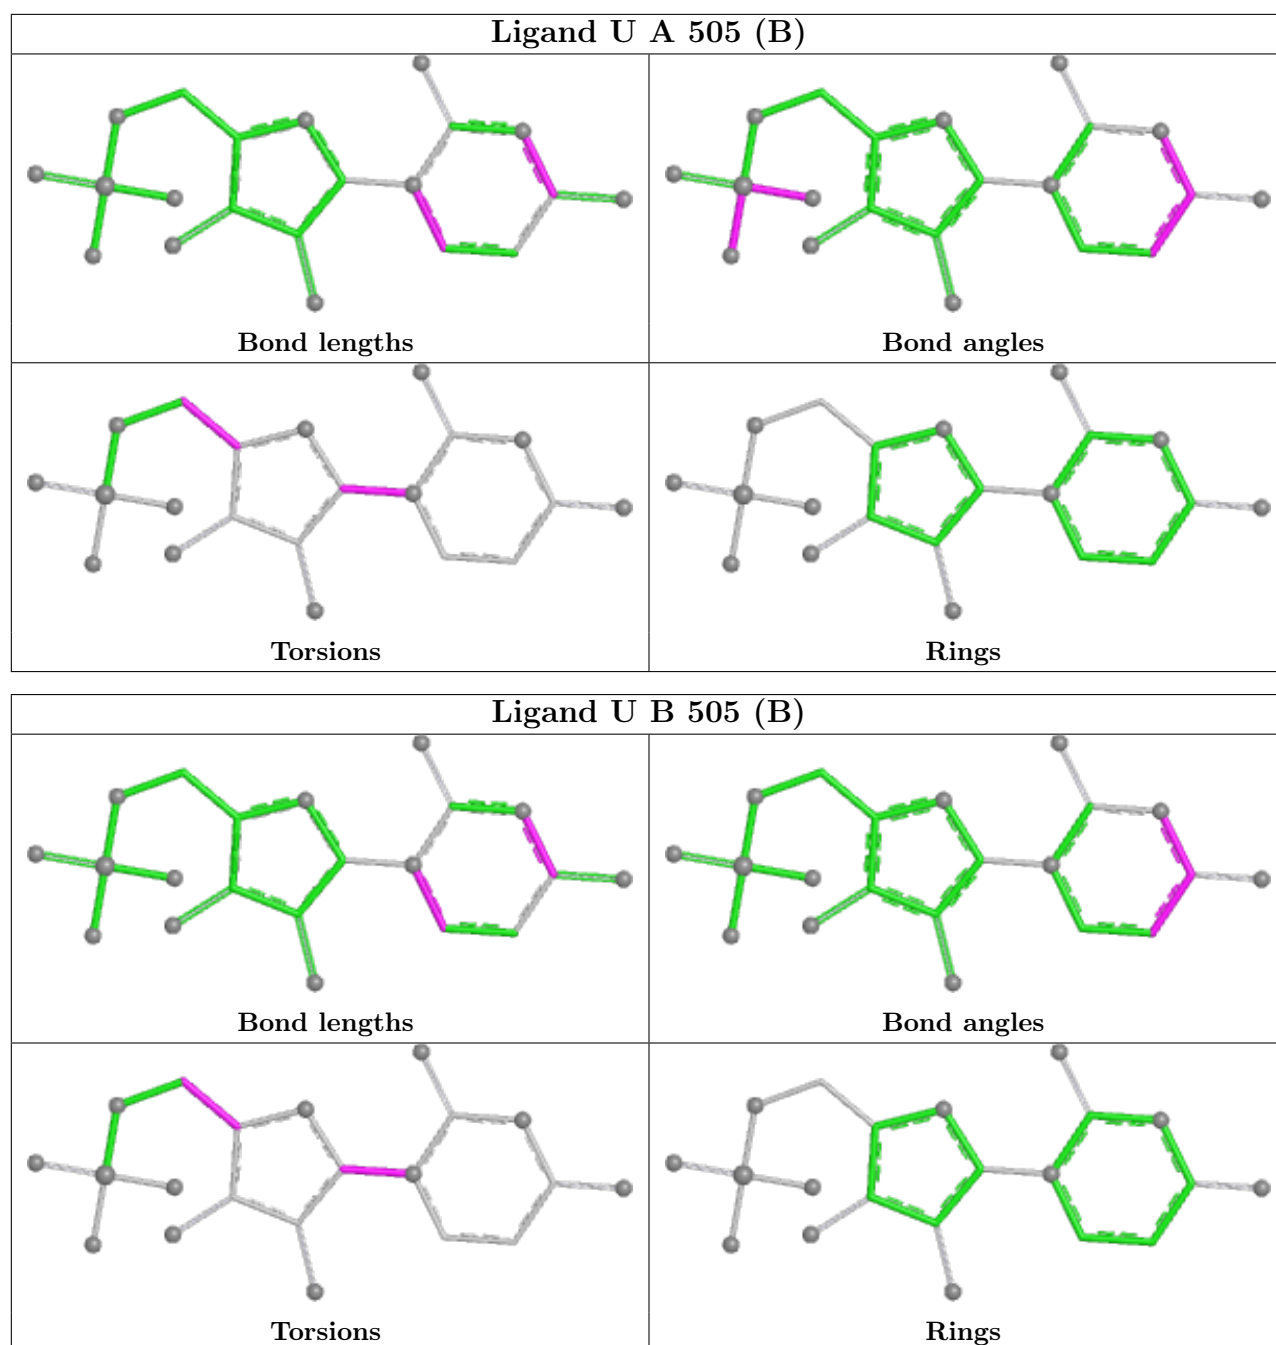 Ligand U A 505 (B)
Bond lengths
Bond angles
Torsions
Rings
Ligand U B 505 (B)
Bond lengths
Bond angles
Torsions
Rings